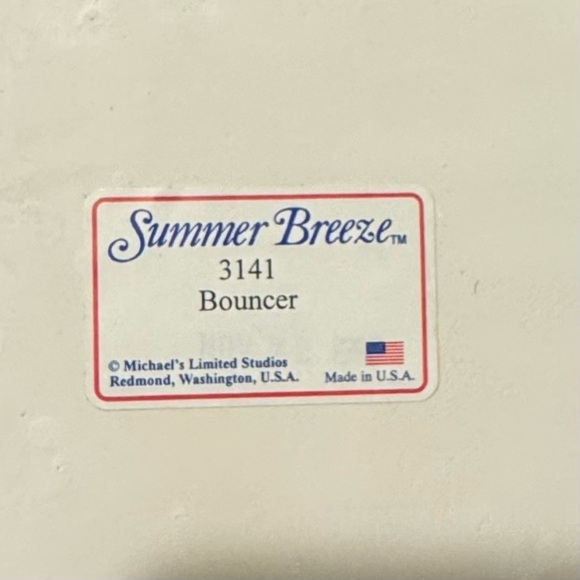 Summer Breeze™
3141
Bouncer
© Michael's Limited Studios
Redmond, Washington, U.S.A.
Made in U.S.A.